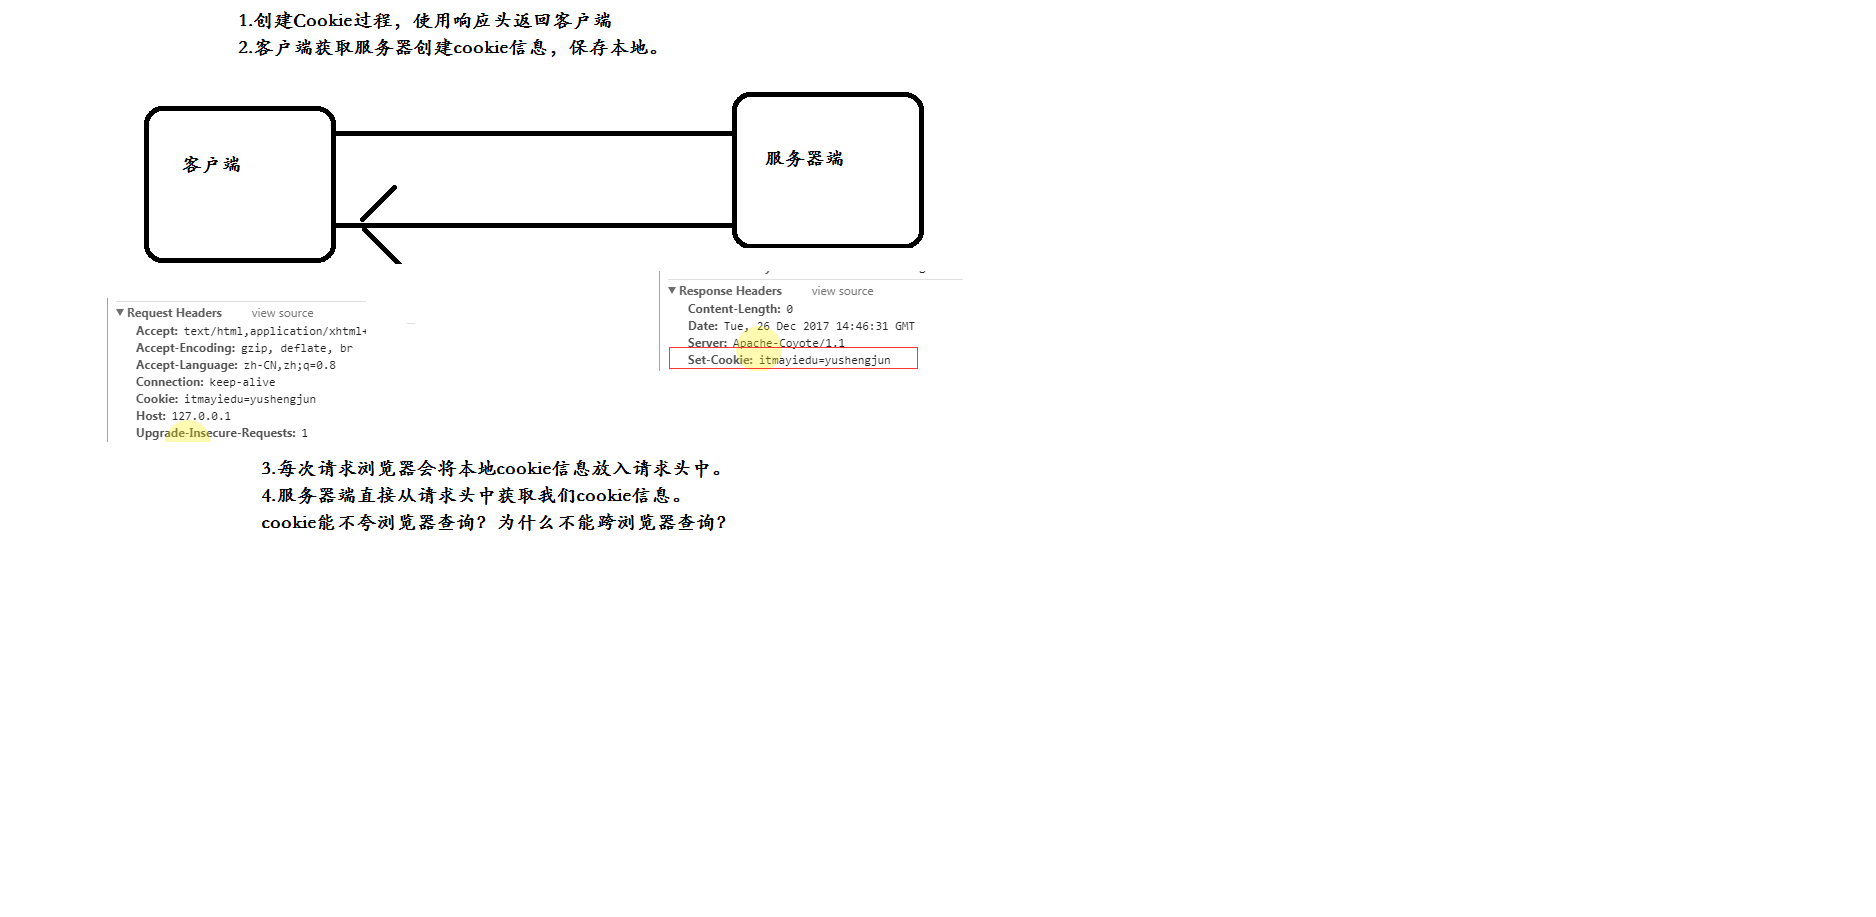 1.创建Cookie过程，使用响应头返回客户端
2.客户端获取服务器创建cookie信息，保存本地。
客户端
服务器端
Response Headers view source
Content-Length: 0
Date: Tue, 26 Dec 2017 14:46:31 GMT
Server: Apache-Coyote/1.1
Set-Cookie: itmayiedu=yushengjun
Request Headers view source
Accept: text/html,application/xhtml+
Accept-Encoding: gzip, deflate, br
Accept-Language: zh-CN,zh;q=0.8
Connection: keep-alive
Cookie: itmayiedu=yushengjun
Host: 127.0.0.1
Upgrade-Insecure-Requests: 1
3.每次请求浏览器会将本地cookie信息放入请求头中。
4.服务器端直接从请求头中获取我们cookie信息。
cookie能不夸浏览器查询？为什么不能跨浏览器查询？